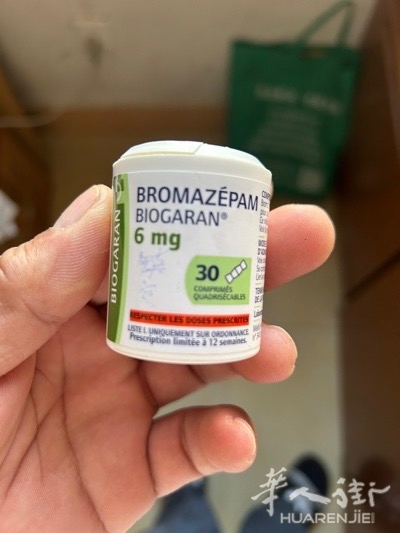 BROMAZÉPAM
BIOGARAN®
6 mg
30
COMPRIMÉS
QUADRISÉCABLES
RESPECTER LES DOSES PRESCRITES
LISTE I. UNIQUEMENT SUR ORDONNANCE.
Prescription limitée à 12 semaines.
BIOGARAN
华人街
HUARENJIE